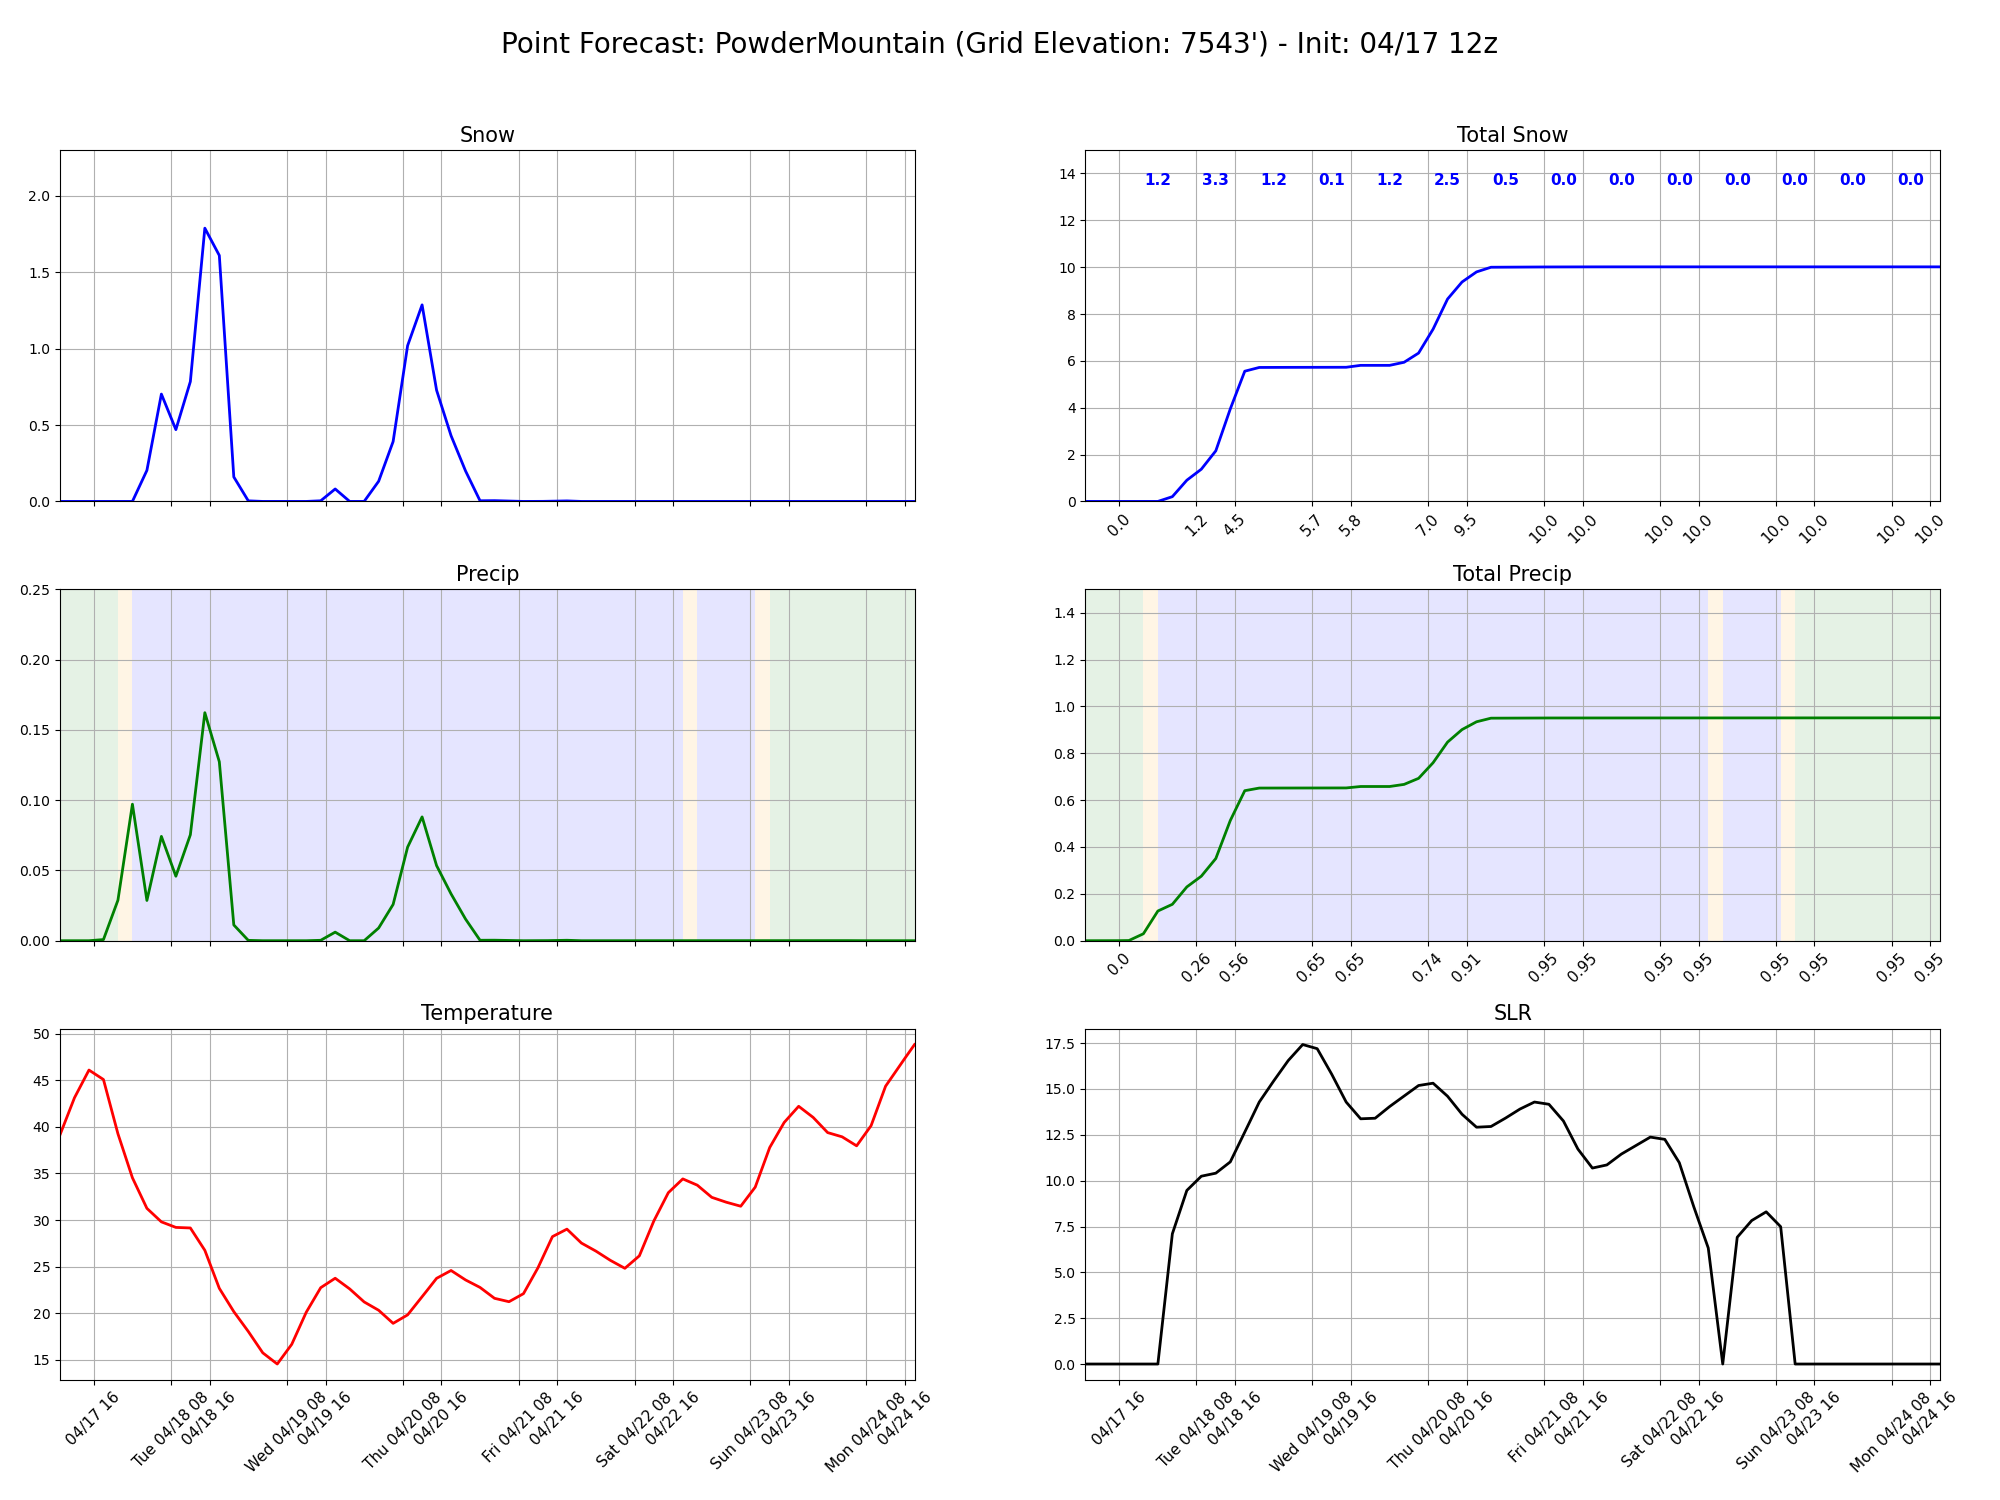 Point Forecast: PowderMountain (Grid Elevation: 7543') - Init: 04/17 12z
Snow
2.0
1.5
1.0
0.5
0.0
Total Snow
14
12
10
8
6
4
2
0
1.2 3.3 1.2 0.1 1.2 2.5 0.5 0.0 0.0 0.0 0.0 0.0 0.0 0.0
0.0 1.2 4.5 5.7 5.8 7.0 9.5 10.0 10.0 10.0 10.0 10.0 10.0 10.0 10.0
Precip
0.25
0.20
0.15
0.10
0.05
0.00
Total Precip
1.4
1.2
1.0
0.8
0.6
0.4
0.2
0.0
0.0 0.26 0.56 0.65 0.65 0.74 0.91 0.95 0.95 0.95 0.95 0.95 0.95 0.95 0.95
Temperature
50
45
40
35
30
25
20
15
04/17 16
Tue 04/18 08
04/18 16
Wed 04/19 08
04/19 16
Thu 04/20 08
04/20 16
Fri 04/21 08
04/21 16
Sat 04/22 08
04/22 16
Sun 04/23 08
04/23 16
Mon 04/24 08
04/24 16
SLR
17.5
15.0
12.5
10.0
7.5
5.0
2.5
0.0
04/17 16
Tue 04/18 08
04/18 16
Wed 04/19 08
04/19 16
Thu 04/20 08
04/20 16
Fri 04/21 08
04/21 16
Sat 04/22 08
04/22 16
Sun 04/23 08
04/23 16
Mon 04/24 08
04/24 16